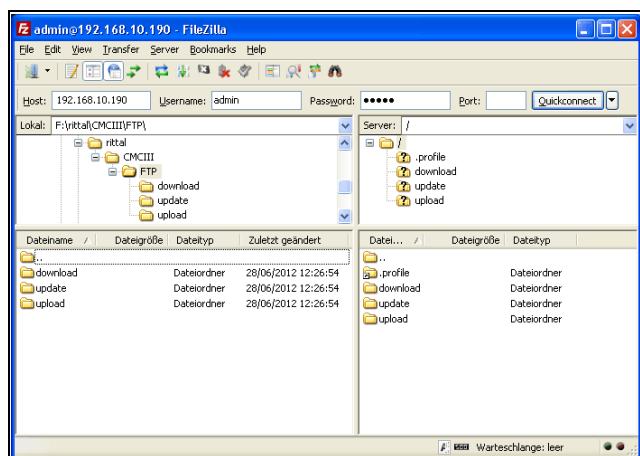 admin@192.168.10.190 - FileZilla
File Edit View Transfer Server Bookmarks Help
Host: 192.168.10.190 Username: admin Password: ●●●●● Port: Quickconnect
Lokal: F:\rittal\CMCIII\FTP\
rittal
CMCIII
FTP
download
update
upload
Server: /
/
.profile
download
update
upload
Dateiname / Dateigröße Dateityp Zuletzt geändert
..
download Dateiordner 28/06/2012 12:26:54
update Dateiordner 28/06/2012 12:26:54
upload Dateiordner 28/06/2012 12:26:54
Datei... / Dateigröße Dateityp
..
.profile Dateiordner
download Dateiordner
update Dateiordner
upload Dateiordner
Warteschlange: leer